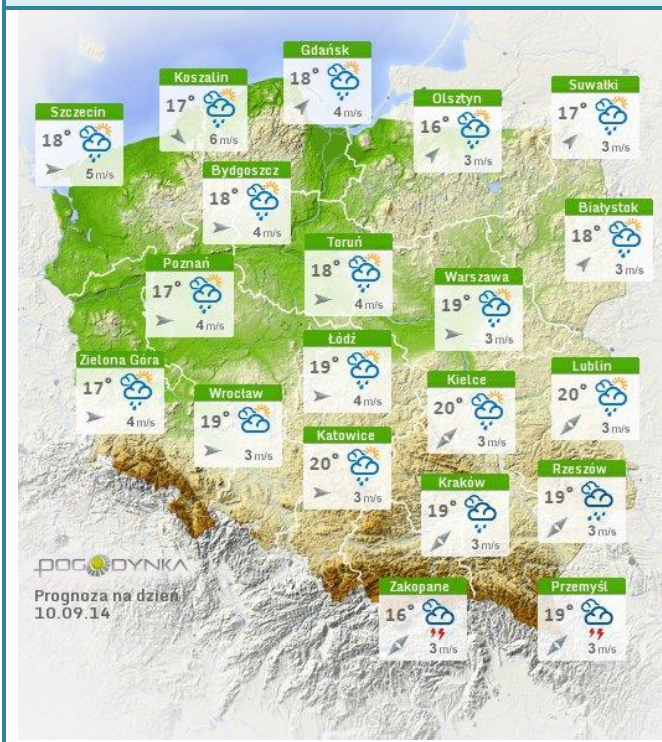 Gdańsk
18°
4 m/s
Koszalin
17°
6 m/s
Szczecin
18°
5 m/s
Olsztyn
16°
3 m/s
Suwałki
17°
3 m/s
Bydgoszcz
18°
4 m/s
Białystok
18°
3 m/s
Toruń
18°
4 m/s
Poznań
17°
4 m/s
Warszawa
19°
3 m/s
Łódź
19°
4 m/s
Zielona Góra
17°
4 m/s
Wrocław
19°
3 m/s
Kielce
20°
3 m/s
Lublin
20°
3 m/s
Katowice
20°
3 m/s
Kraków
19°
3 m/s
Rzeszów
19°
3 m/s
Zakopane
16°
3 m/s
Przemyśl
19°
3 m/s
POGODYNKA
Prognoza na dzień
10.09.14